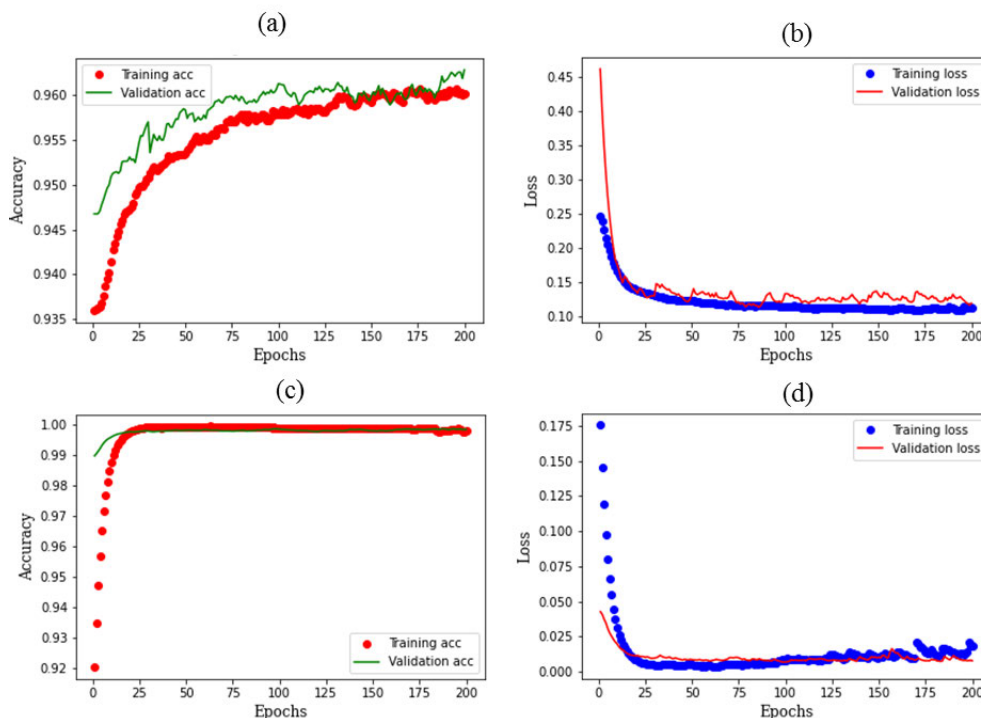 (a)
Training acc
Validation acc
0.960
0.955
0.950
0.945
0.940
0.935
Accuracy
0 25 50 75 100 125 150 175 200
Epochs
(b)
Training loss
Validation loss
0.45
0.40
0.35
0.30
0.25
0.20
0.15
0.10
Loss
0 25 50 75 100 125 150 175 200
Epochs
(c)
1.00
0.99
0.98
0.97
0.96
0.95
0.94
0.93
0.92
Accuracy
Training acc
Validation acc
0 25 50 75 100 125 150 175 200
Epochs
(d)
Training loss
Validation loss
0.175
0.150
0.125
0.100
0.075
0.050
0.025
0.000
Loss
0 25 50 75 100 125 150 175 200
Epochs